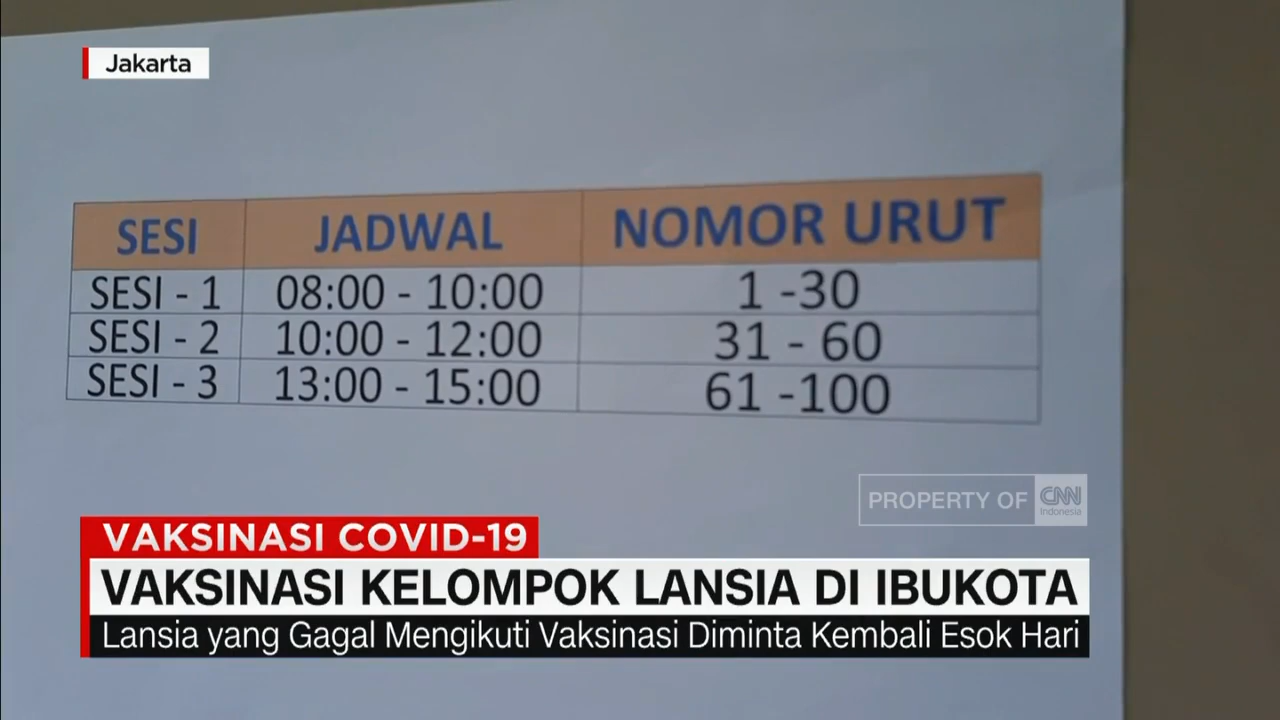 Jakarta
SESI JADWAL NOMOR URUT
SESI - 1 08:00 - 10:00 1 -30
SESI - 2 10:00 - 12:00 31 - 60
SESI - 3 13:00 - 15:00 61 -100
PROPERTY OF CNN Indonesia
VAKSINASI COVID-19
VAKSINASI KELOMPOK LANSIA DI IBUKOTA
Lansia yang Gagal Mengikuti Vaksinasi Diminta Kembali Esok Hari